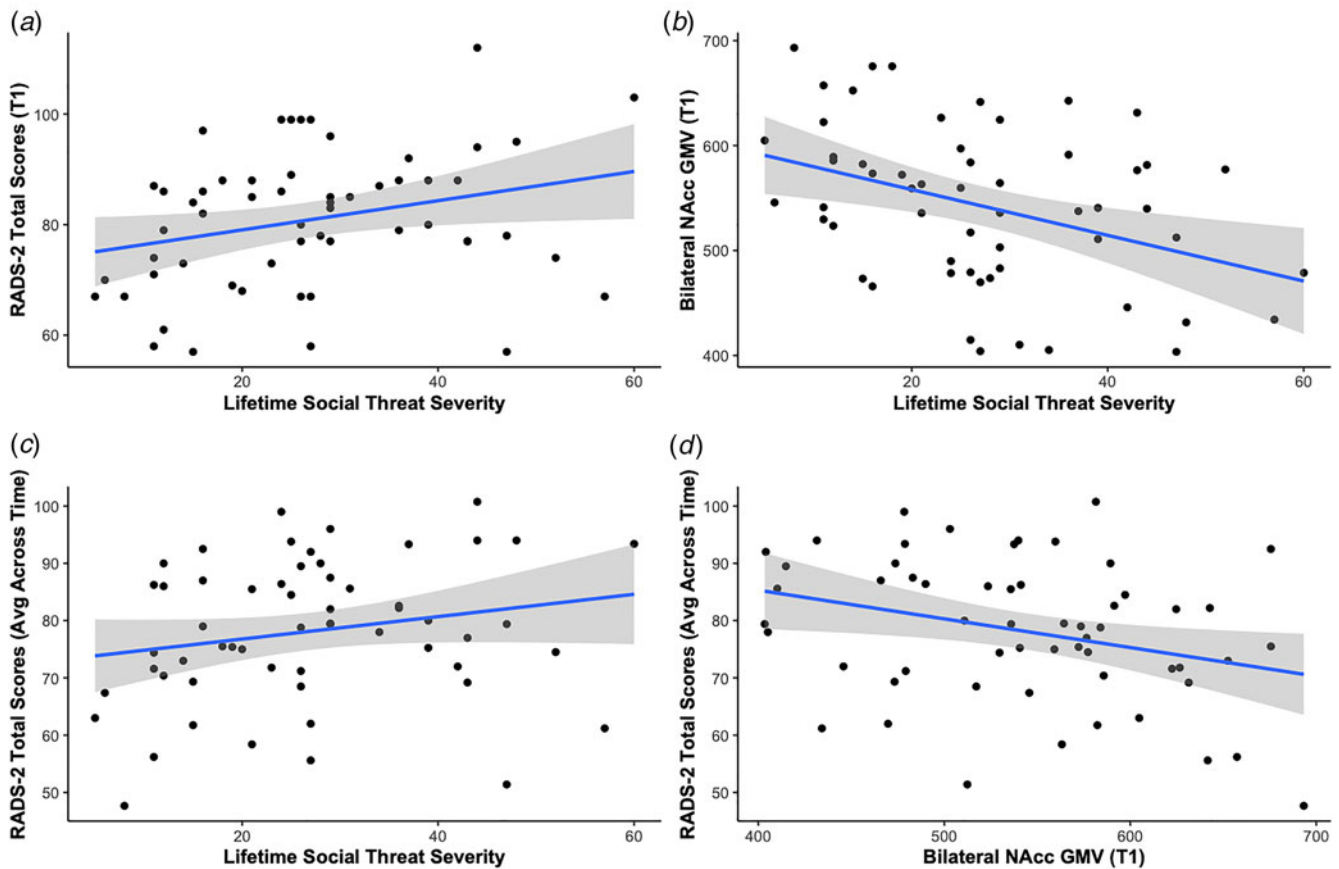 (a)
RADS-2 Total Scores (T1)
100
80
60
20
40
60
Lifetime Social Threat Severity
(b)
Bilateral NAcc GMV (T1)
700
600
500
400
20
40
60
Lifetime Social Threat Severity
(c)
RADS-2 Total Scores (Avg Across Time)
100
90
80
70
60
50
20
40
60
Lifetime Social Threat Severity
(d)
RADS-2 Total Scores (Avg Across Time)
100
90
80
70
60
50
400
500
600
700
Bilateral NAcc GMV (T1)